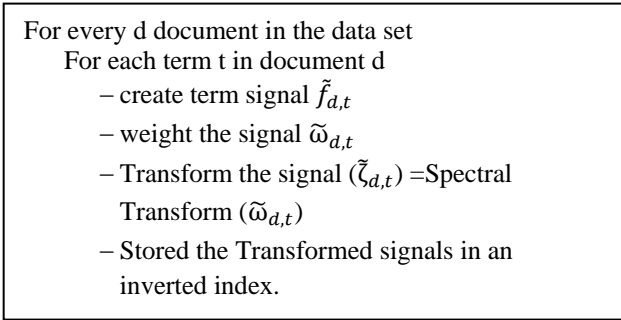 For every d document in the data set
For each term t in document d
– create term signal f̃d,t
– weight the signal ω̃d,t
– Transform the signal (ζ̃d,t) =Spectral
Transform (ω̃d,t)
– Stored the Transformed signals in an
inverted index.